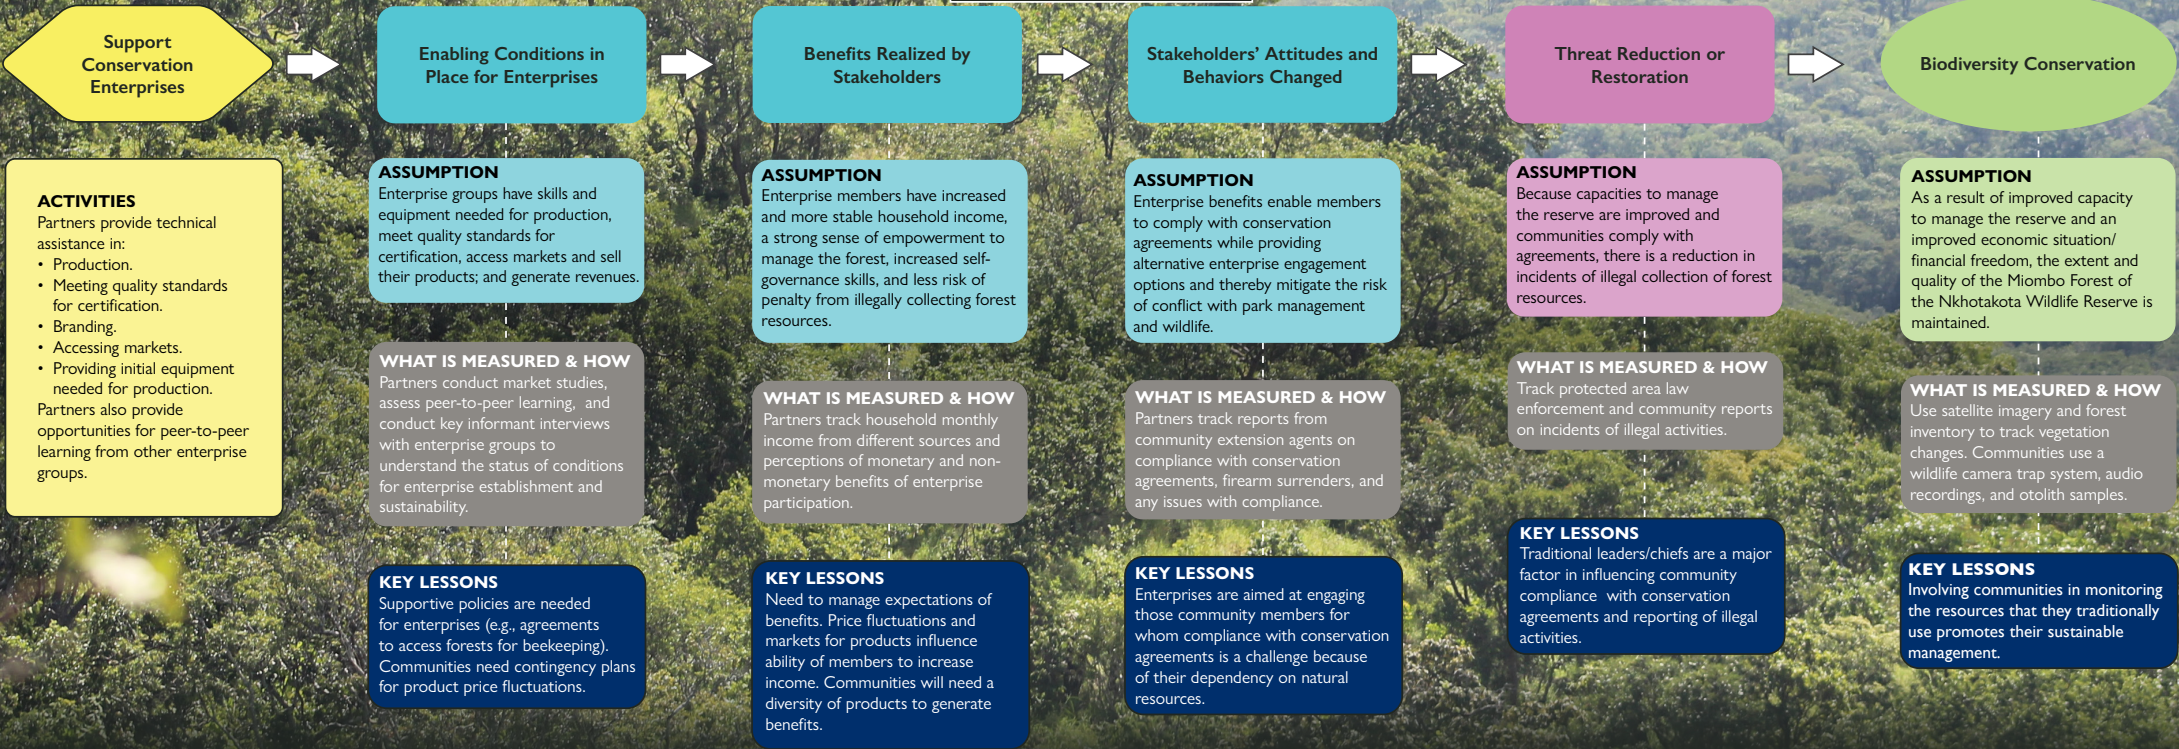 Support
Conservation
Enterprises
Enabling Conditions in
Place for Enterprises
Benefits Realized by
Stakeholders
Stakeholders’ Attitudes and
Behaviors Changed
Threat Reduction or
Restoration
Biodiversity Conservation
ACTIVITIES
Partners provide technical
assistance in:
• Production.
• Meeting quality standards
for certification.
• Branding.
• Accessing markets.
• Providing initial equipment
needed for production.
Partners also provide
opportunities for peer-to-peer
learning from other enterprise
groups.
ASSUMPTION
Enterprise groups have skills and
equipment needed for production,
meet quality standards for
certification, access markets and sell
their products; and generate revenues.
WHAT IS MEASURED & HOW
Partners conduct market studies,
assess peer-to-peer learning, and
conduct key informant interviews
with enterprise groups to
understand the status of conditions
for enterprise establishment and
sustainability.
KEY LESSONS
Supportive policies are needed
for enterprises (e.g., agreements
to access forests for beekeeping).
Communities need contingency plans
for product price fluctuations.
ASSUMPTION
Enterprise members have increased
and more stable household income,
a strong sense of empowerment to
manage the forest, increased self-
governance skills, and less risk of
penalty from illegally collecting forest
resources.
WHAT IS MEASURED & HOW
Partners track household monthly
income from different sources and
perceptions of monetary and non-
monetary benefits of enterprise
participation.
KEY LESSONS
Need to manage expectations of
benefits. Price fluctuations and
markets for products influence
ability of members to increase
income. Communities will need a
diversity of products to generate
benefits.
ASSUMPTION
Enterprise benefits enable members
to comply with conservation
agreements while providing
alternative enterprise engagement
options and thereby mitigate the risk
of conflict with park management
and wildlife.
WHAT IS MEASURED & HOW
Partners track reports from
community extension agents on
compliance with conservation
agreements, firearm surrenders, and
any issues with compliance.
KEY LESSONS
Enterprises are aimed at engaging
those community members for
whom compliance with conservation
agreements is a challenge because
of their dependency on natural
resources.
ASSUMPTION
Because capacities to manage
the reserve are improved and
communities comply with
agreements, there is a reduction in
incidents of illegal collection of forest
resources.
WHAT IS MEASURED & HOW
Track protected area law
enforcement and community reports
on incidents of illegal activities.
KEY LESSONS
Traditional leaders/chiefs are a major
factor in influencing community
compliance with conservation
agreements and reporting of illegal
activities.
ASSUMPTION
As a result of improved capacity
to manage the reserve and an
improved economic situation/
financial freedom, the extent and
quality of the Miombo Forest of
the Nkhotakota Wildlife Reserve is
maintained.
WHAT IS MEASURED & HOW
Use satellite imagery and forest
inventory to track vegetation
changes. Communities use a
wildlife camera trap system, audio
recordings, and otolith samples.
KEY LESSONS
Involving communities in monitoring
the resources that they traditionally
use promotes their sustainable
management.